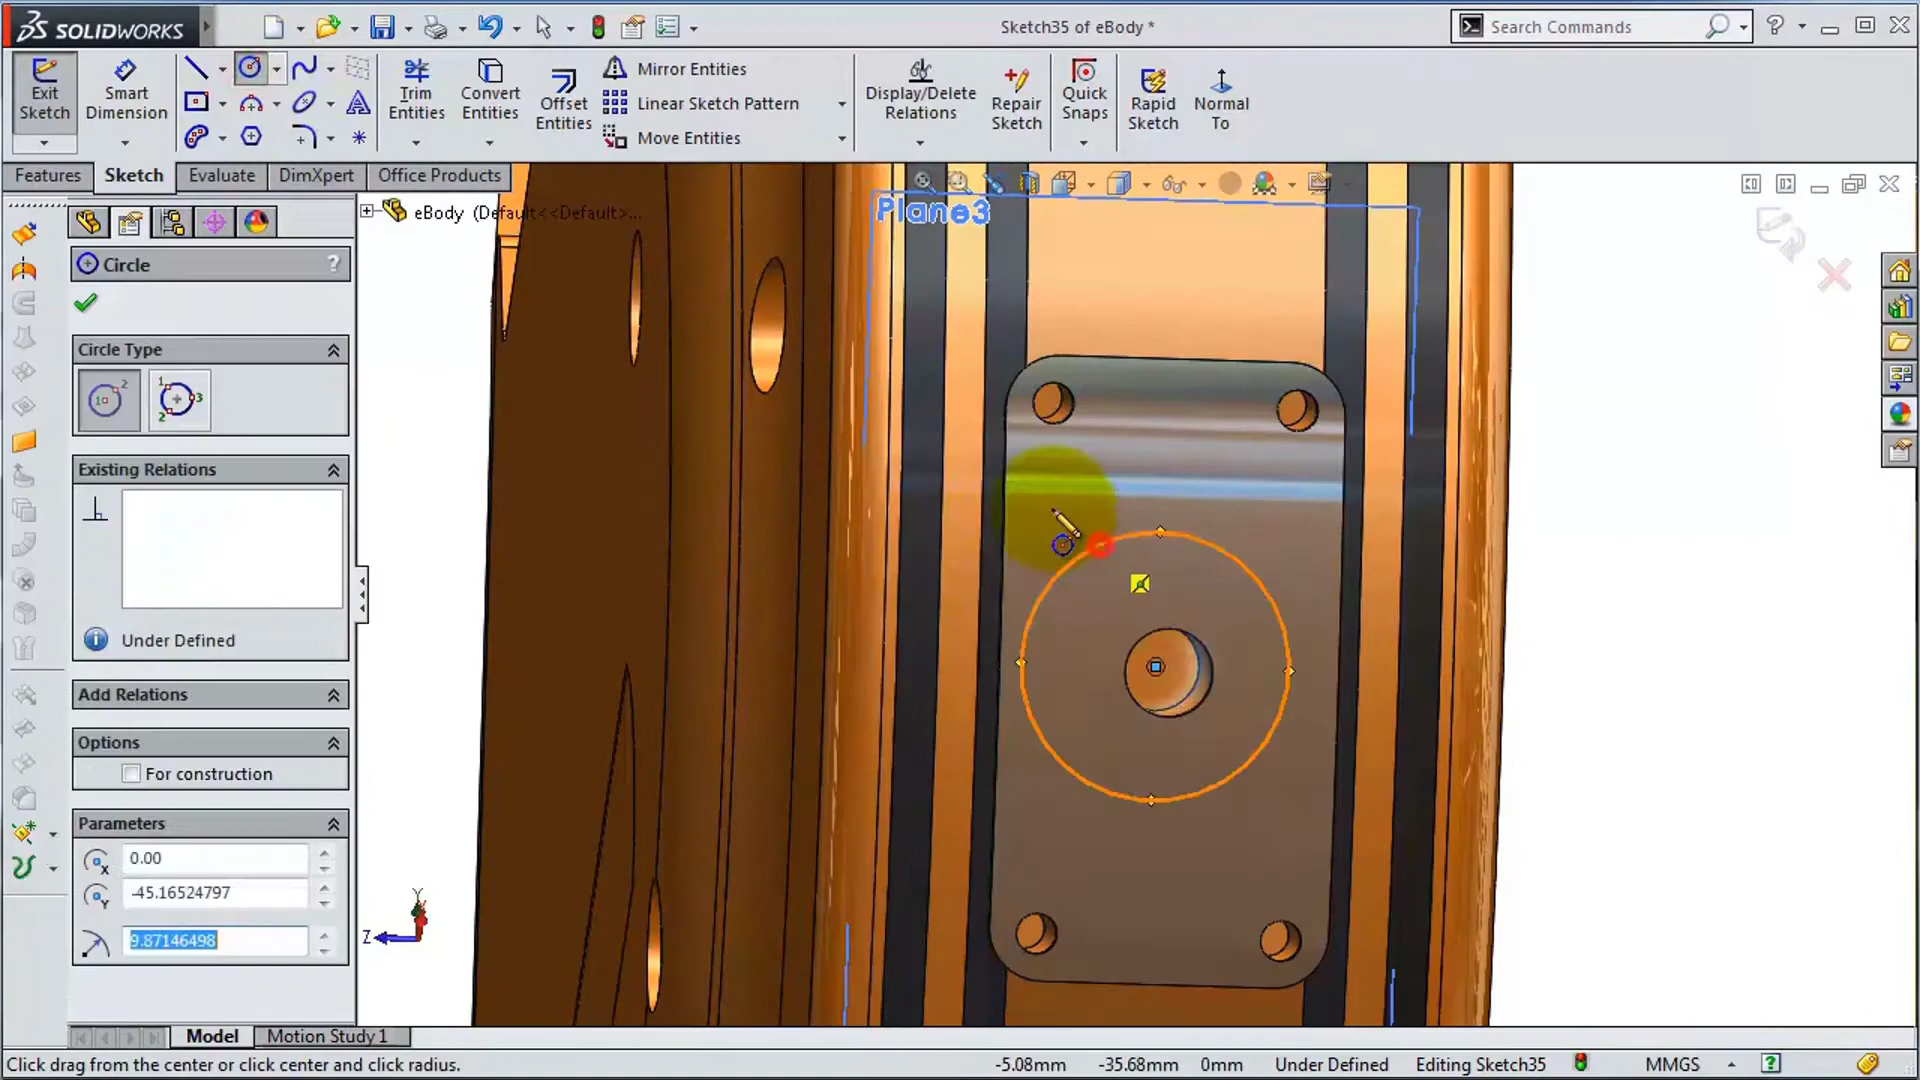 SOLIDWORKS
Sketch35 of eBody *
Search Commands
Exit Sketch
Smart Dimension
Trim Entities
Convert Entities
Offset Entities
Mirror Entities
Linear Sketch Pattern
Move Entities
Display/Delete Relations
Repair Sketch
Quick Snaps
Rapid Sketch
Normal To
Features
Sketch
Evaluate
DimXpert
Office Products
eBody (Default<<Default>...
Plane3
Circle
?
Circle Type
Existing Relations
Under Defined
Add Relations
Options
For construction
Parameters
0.00
-45.16524797
9.87146498
Y
Z
Model
Motion Study 1
Click drag from the center or click center and radius.
-5.08mm
-35.68mm
0mm
Under Defined
Editing Sketch35
MMGS
?